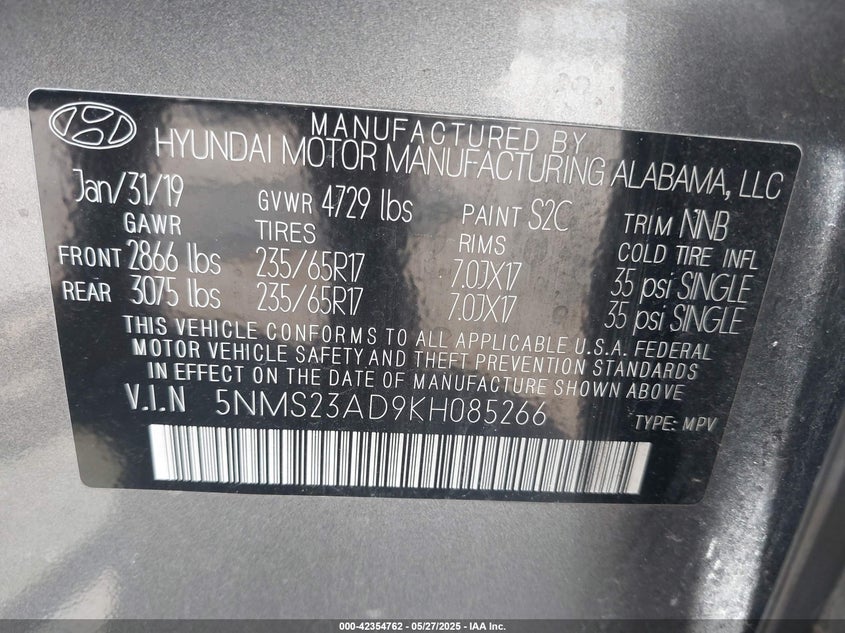 MANUFACTURED BY
HYUNDAI MOTOR MANUFACTURING ALABAMA, LLC
Jan/31/19 GVWR 4729 lbs PAINT S2C TRIM NNB
GAWR TIRES RIMS COLD TIRE INFL
FRONT 2866 lbs 235/65R17 7.0JX17 35 psi SINGLE
REAR 3075 lbs 235/65R17 7.0JX17 35 psi SINGLE
THIS VEHICLE CONFORMS TO ALL APPLICABLE U.S.A. FEDERAL
MOTOR VEHICLE SAFETY AND THEFT PREVENTION STANDARDS
IN EFFECT ON THE DATE OF MANUFACTURE SHOWN ABOVE
V.I.N 5NMS23AD9KH085266 TYPE: MPV
000-42354762 - 05/27/2025 - IAA Inc.